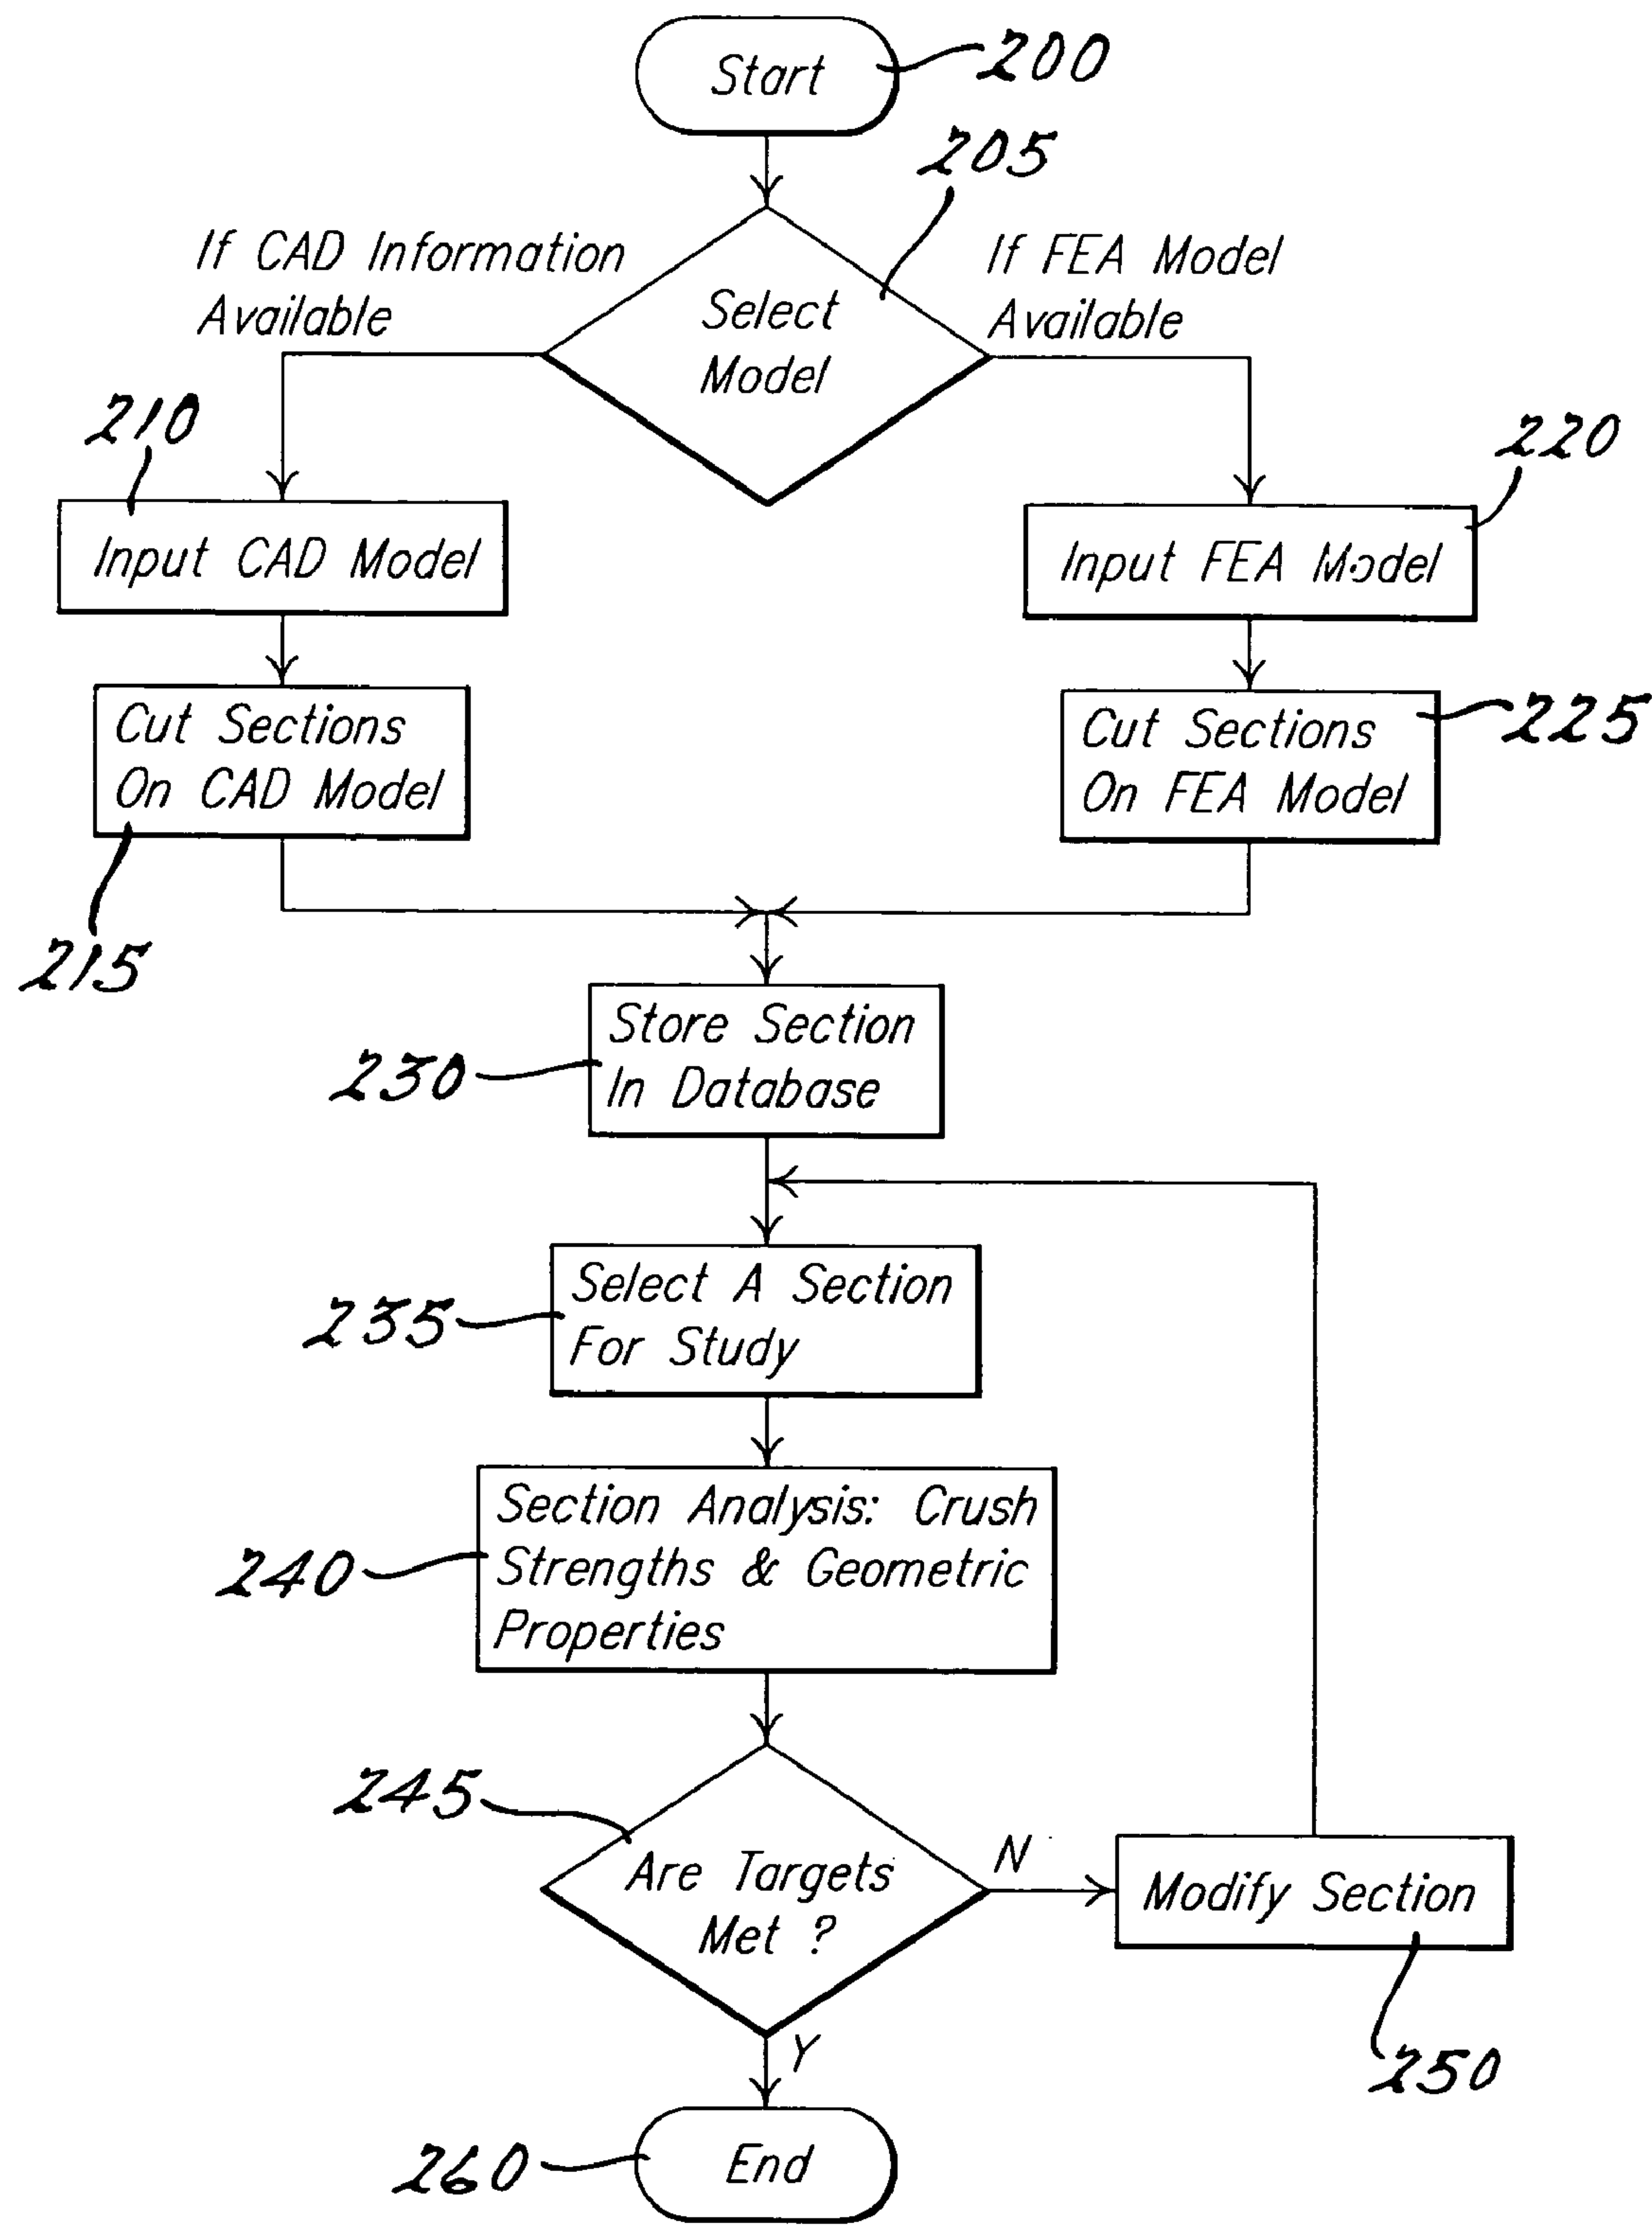 Start
200
205
If CAD Information
Available
If FEA Model
Available
Select
Model
210
220
Input CAD Model
Input FEA Model
Cut Sections
On CAD Model
Cut Sections
On FEA Model
225
215
Store Section
In Database
230
Select A Section
For Study
235
Section Analysis: Crush
Strengths & Geometric
Properties
240
245
Are Targets
Met ?
N
Modify Section
Y
250
End
260